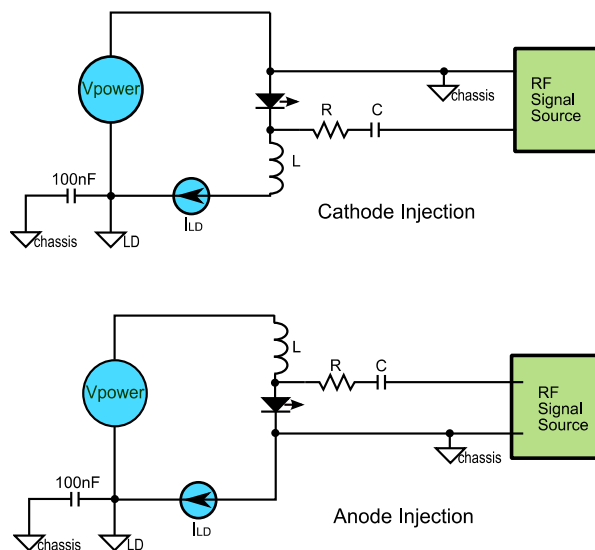 Vpower
R
C
chassis
RF
Signal
Source
L
100nF
chassis
LD
ILD
Cathode Injection
L
R
C
Vpower
RF
Signal
Source
chassis
100nF
chassis
LD
ILD
Anode Injection